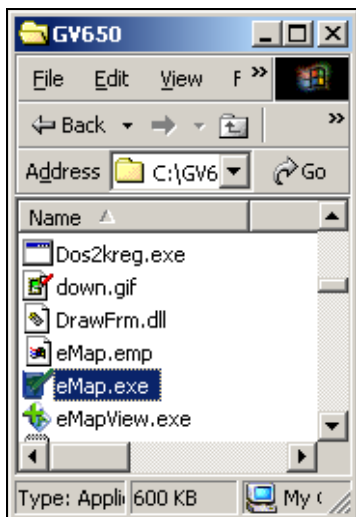 GV650
File Edit View F »
Back »
Address C:\GV6 Go
Name
Dos2kreg.exe
down.gif
DrawFrm.dll
eMap.emp
eMap.exe
eMapView.exe
Type: Appli 600 KB My C